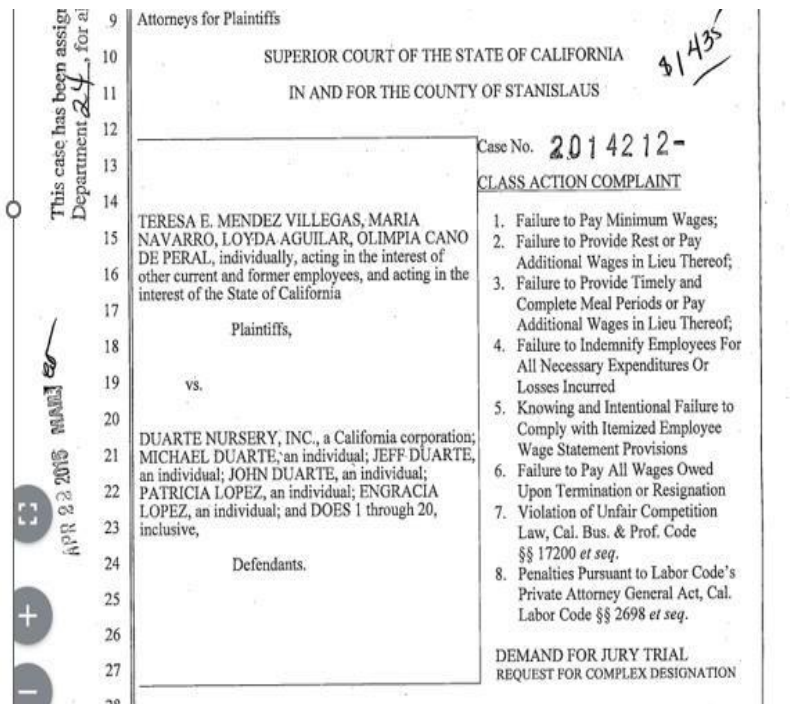 This case has been assign
Department 24, for al
APR 22 2015 MAIL
9 Attorneys for Plaintiffs
$1435
10 SUPERIOR COURT OF THE STATE OF CALIFORNIA
11 IN AND FOR THE COUNTY OF STANISLAUS
12
13
14
15
16
17
18
19
20
21
22
23
24
25
26
27
28
TERESA E. MENDEZ VILLEGAS, MARIA
NAVARRO, LOYDA AGUILAR, OLIMPIA CANO
DE PERAL, individually, acting in the interest of
other current and former employees, and acting in the
interest of the State of California
Plaintiffs,
vs.
DUARTE NURSERY, INC., a California corporation;
MICHAEL DUARTE, an individual; JEFF DUARTE,
an individual; JOHN DUARTE, an individual;
PATRICIA LOPEZ, an individual; ENGRACIA
LOPEZ, an individual; and DOES 1 through 20,
inclusive,
Defendants.
Case No. 2014212-
CLASS ACTION COMPLAINT
1. Failure to Pay Minimum Wages;
2. Failure to Provide Rest or Pay
Additional Wages in Lieu Thereof;
3. Failure to Provide Timely and
Complete Meal Periods or Pay
Additional Wages in Lieu Thereof;
4. Failure to Indemnify Employees For
All Necessary Expenditures Or
Losses Incurred
5. Knowing and Intentional Failure to
Comply with Itemized Employee
Wage Statement Provisions
6. Failure to Pay All Wages Owed
Upon Termination or Resignation
7. Violation of Unfair Competition
Law, Cal. Bus. & Prof. Code
§§ 17200 et seq.
8. Penalties Pursuant to Labor Code's
Private Attorney General Act, Cal.
Labor Code §§ 2698 et seq.
DEMAND FOR JURY TRIAL
REQUEST FOR COMPLEX DESIGNATION